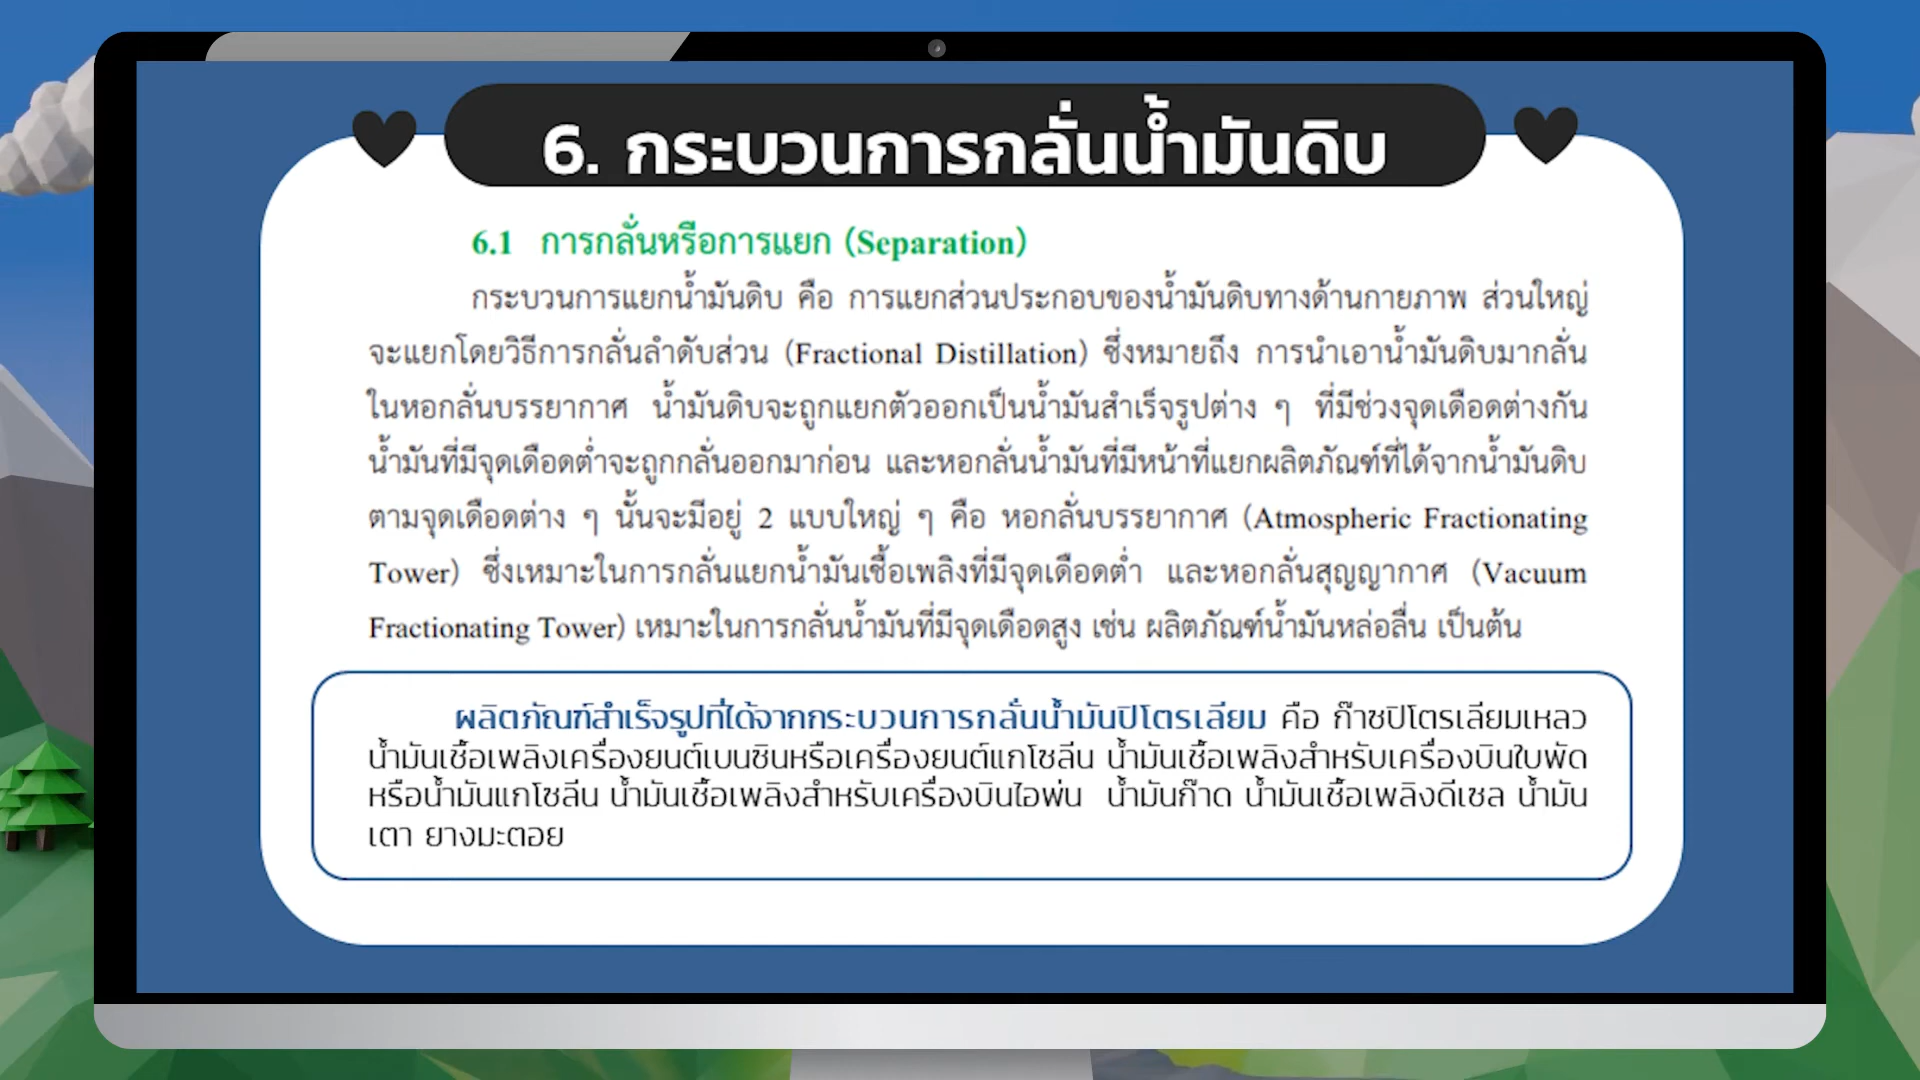 6. กระบวนการกลั่นน้ำมันดิบ
6.1 การกลั่นหรือการแยก (Separation)
กระบวนการแยกน้ำมันดิบ คือ การแยกส่วนประกอบของน้ำมันดิบทางด้านกายภาพ ส่วนใหญ่
จะแยกโดยวิธีการกลั่นลำดับส่วน (Fractional Distillation) ซึ่งหมายถึง การนำเอาน้ำมันดิบมากลั่น
ในหอกลั่นบรรยากาศ น้ำมันดิบจะถูกแยกตัวออกเป็นน้ำมันสำเร็จรูปต่าง ๆ ที่มีช่วงจุดเดือดต่างกัน
น้ำมันที่มีจุดเดือดต่ำจะถูกกลั่นออกมาก่อน และหอกลั่นน้ำมันที่มีหน้าที่แยกผลิตภัณฑ์ที่ได้จากน้ำมันดิบ
ตามจุดเดือดต่าง ๆ นั้นจะมีอยู่ 2 แบบใหญ่ ๆ คือ หอกลั่นบรรยากาศ (Atmospheric Fractionating
Tower) ซึ่งเหมาะในการกลั่นแยกน้ำมันเชื้อเพลิงที่มีจุดเดือดต่ำ และหอกลั่นสุญญากาศ (Vacuum
Fractionating Tower) เหมาะในการกลั่นน้ำมันที่มีจุดเดือดสูง เช่น ผลิตภัณฑ์น้ำมันหล่อลื่น เป็นต้น
ผลิตภัณฑ์สำเร็จรูปที่ได้จากกระบวนการกลั่นน้ำมันปิโตรเลียม คือ ก๊าซปิโตรเลียมเหลว
น้ำมันเชื้อเพลิงเครื่องยนต์เบนซินหรือเครื่องยนต์แกโซลีน น้ำมันเชื้อเพลิงสำหรับเครื่องบินใบพัด
หรือน้ำมันแกโซลีน น้ำมันเชื้อเพลิงสำหรับเครื่องบินไอพ่น น้ำมันก๊าด น้ำมันเชื้อเพลิงดีเซล น้ำมัน
เตา ยางมะตอย